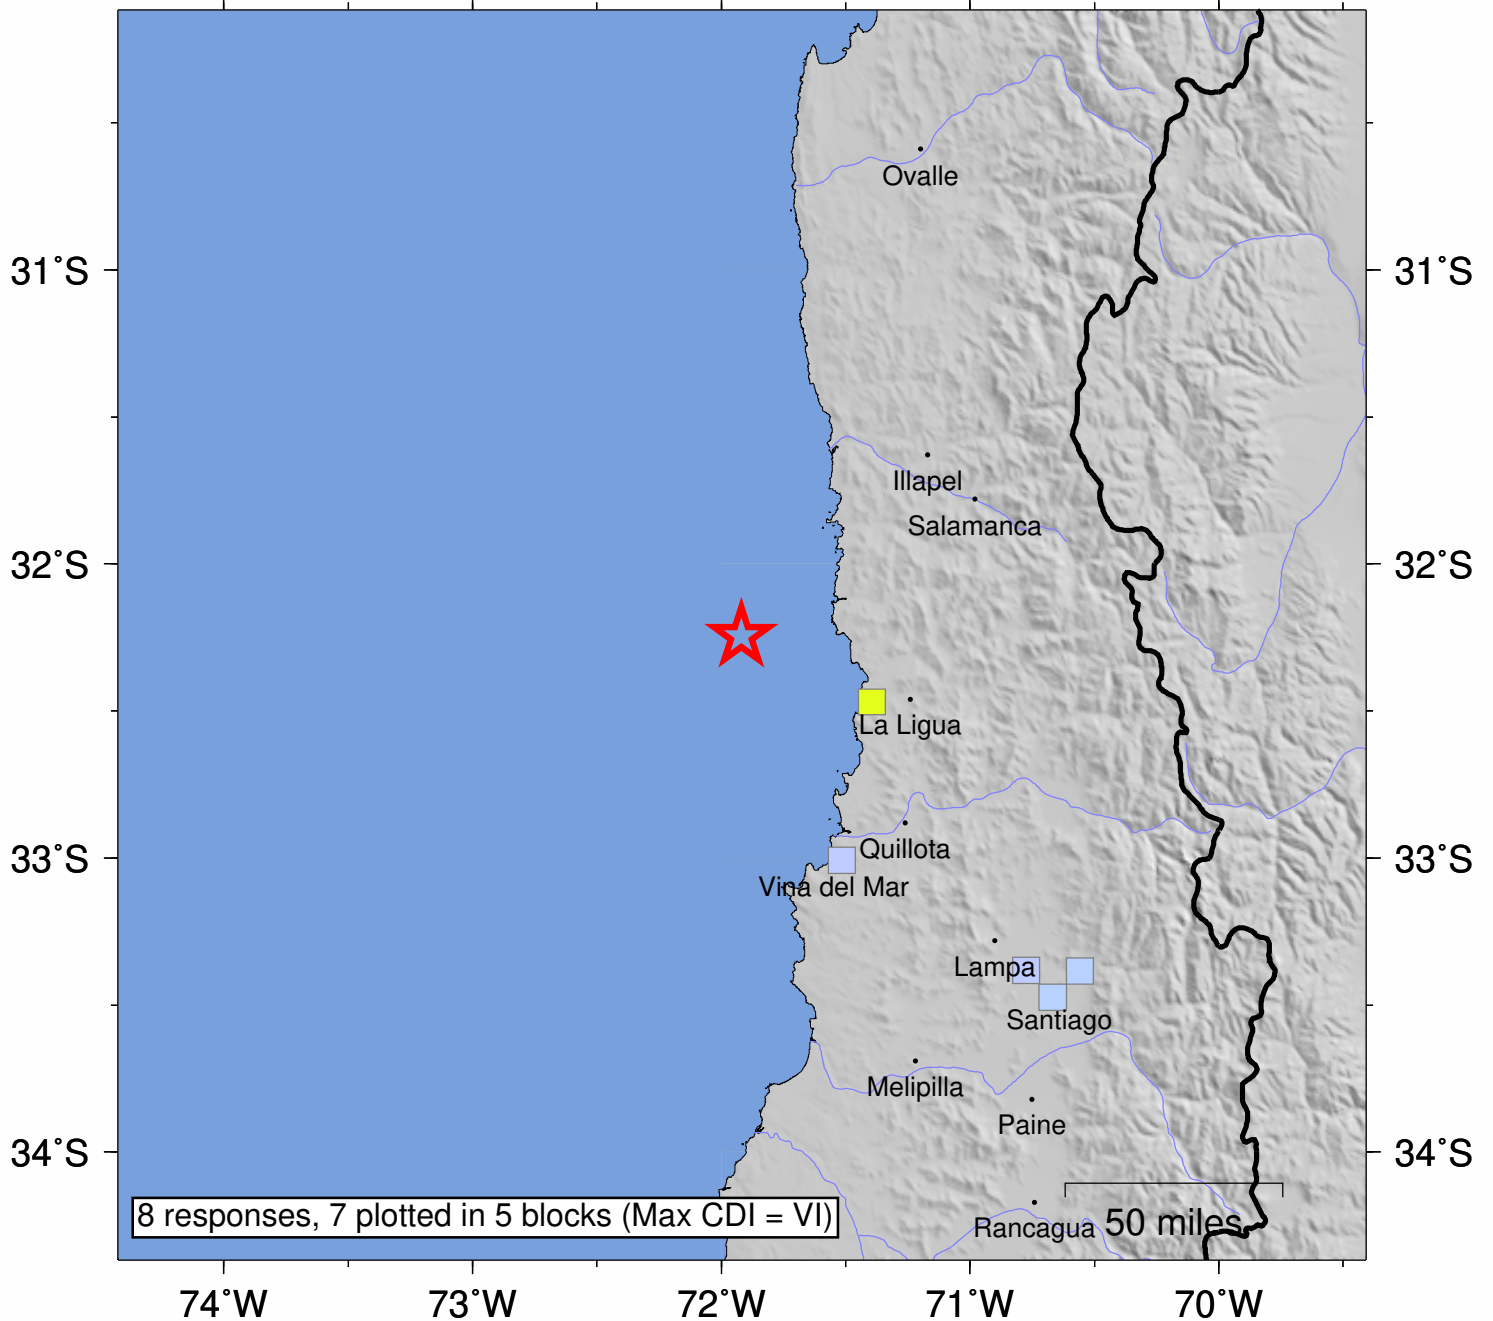 Ovalle
31°S
31°S
Illapel
Salamanca
32°S
32°S
La Ligua
Quillota
33°S
33°S
Vina del Mar
Lampa
Santiago
Melipilla
Paine
34°S
34°S
8 responses, 7 plotted in 5 blocks (Max CDI = VI)
Rancagua
50 miles
74°W
73°W
72°W
71°W
70°W